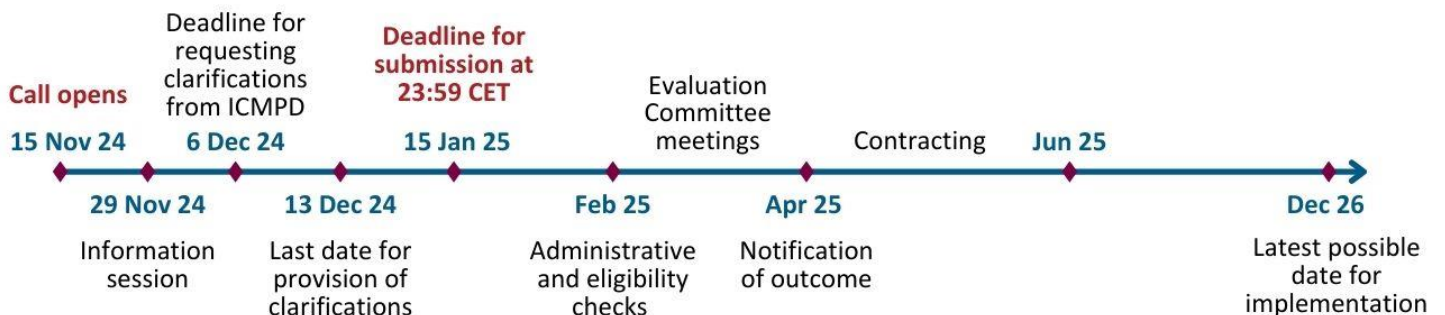 Call opens
15 Nov 24
29 Nov 24
Information
session
Deadline for
requesting
clarifications
from ICMPD
6 Dec 24
13 Dec 24
Last date for
provision of
clarifications
Deadline for
submission at
23:59 CET
15 Jan 25
Feb 25
Administrative
and eligibility
checks
Evaluation
Committee
meetings
Apr 25
Notification
of outcome
Contracting
Jun 25
Dec 26
Latest possible
date for
implementation